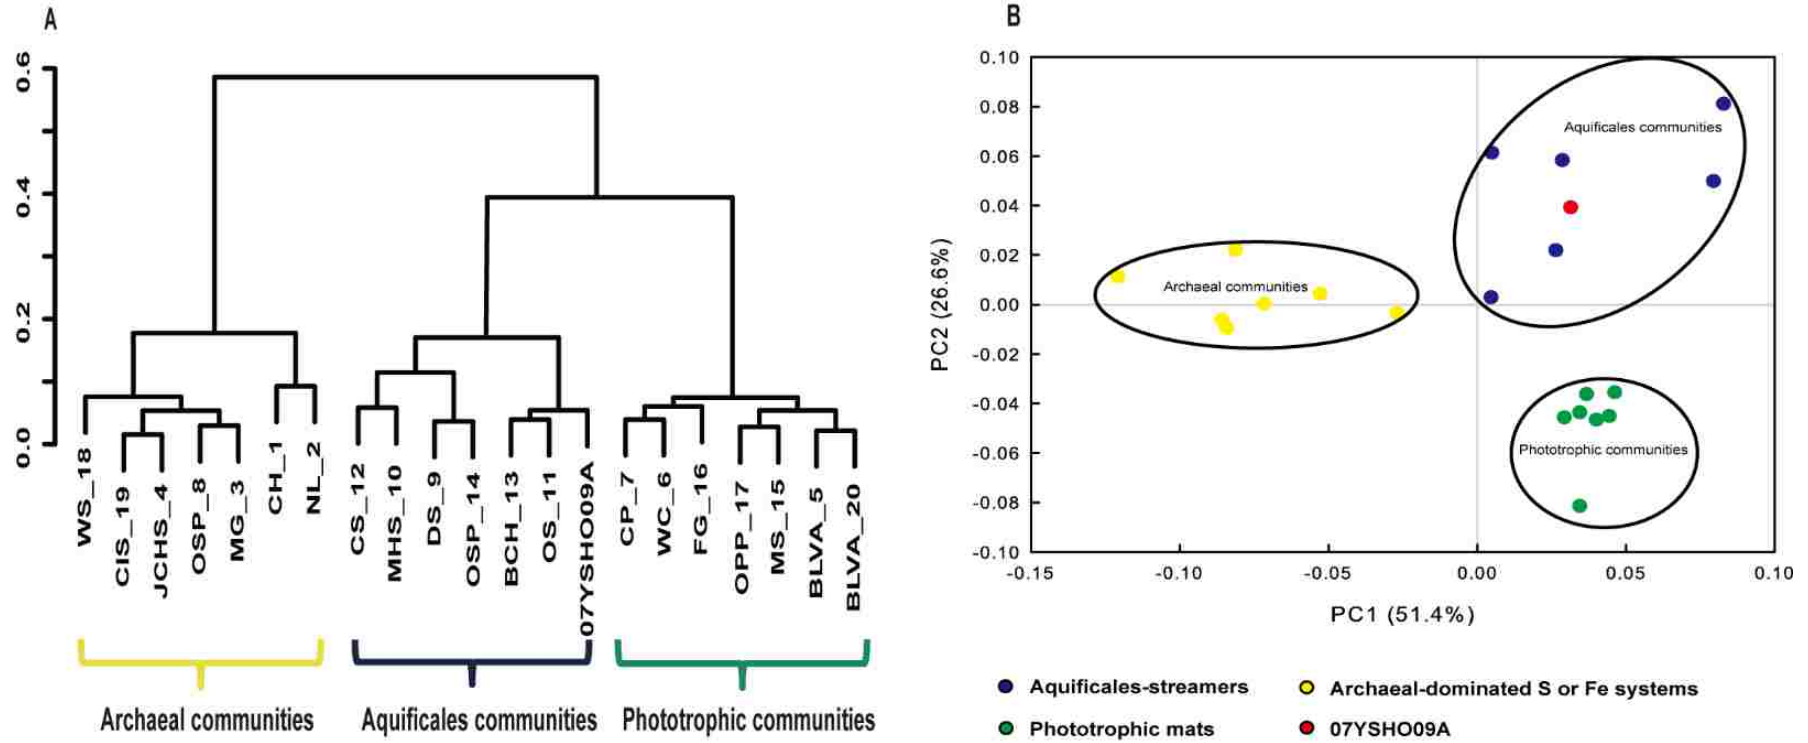 A
0.6
0.4
0.2
0.0
WS_18
CIS_19
JCHS_4
OSP_8
MG_3
CH_1
NL_2
CS_12
MHS_10
DS_9
OSP_14
BCH_13
OS_11
07YSHO09A
CP_7
WC_6
FG_16
OPP_17
MS_15
BLVA_5
BLVA_20
Archaeal communities
Aquificales communities
Phototrophic communities
B
0.10
0.08
0.06
0.04
0.02
0.00
-0.02
-0.04
-0.06
-0.08
-0.10
PC2 (26.6%)
Aquificales communities
Archaeal communities
Phototrophic communities
-0.15
-0.10
-0.05
0.00
0.05
0.10
PC1 (51.4%)
Aquificales-streamers
Archaeal-dominated S or Fe systems
Phototrophic mats
07YSHO09A